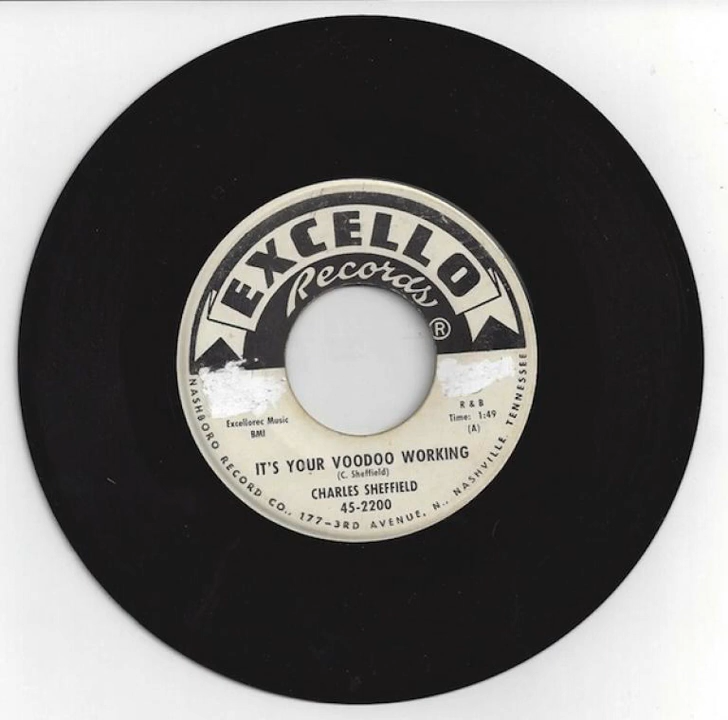 EXCELLO
Records
®
Excellorec Music
BMI
R & B
Time: 1:49
(A)
IT'S YOUR VOODOO WORKING
(C. Sheffield)
CHARLES SHEFFIELD
45-2200
NASHBORO RECORD CO., 177-3RD AVENUE, N., NASHVILLE, TENNESSEE